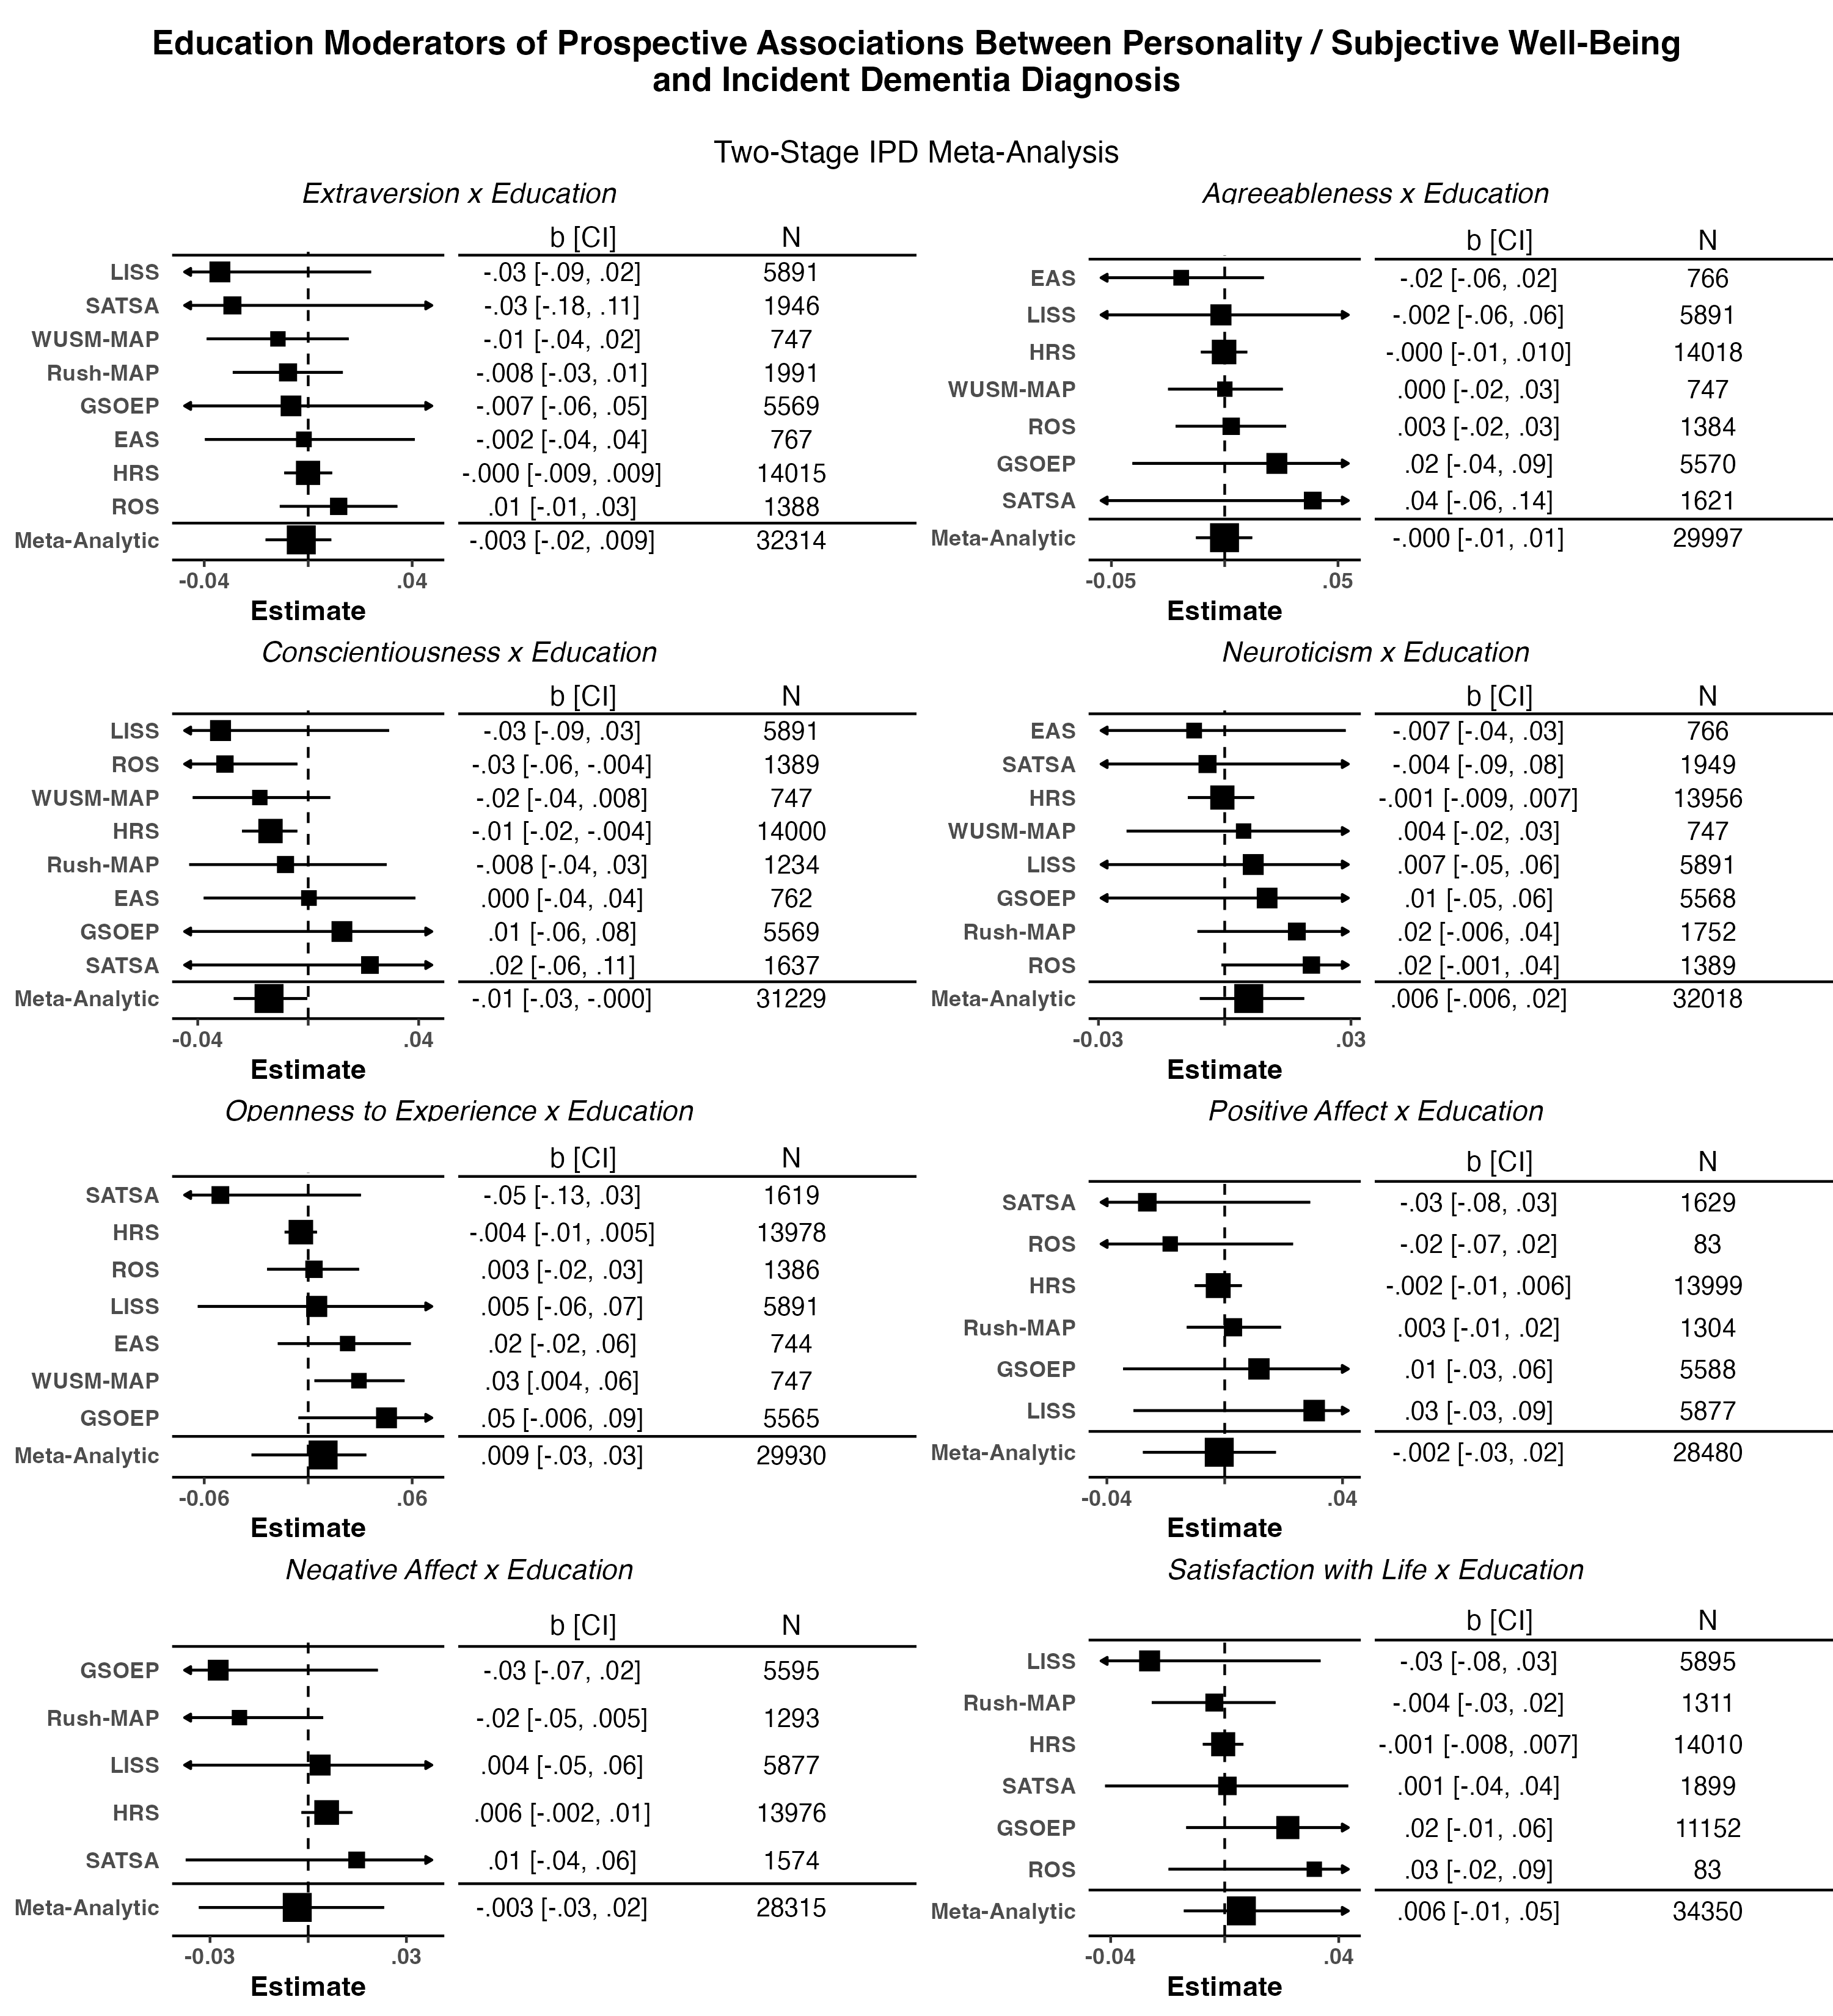 Education Moderators of Prospective Associations Between Personality / Subjective Well-Being
and Incident Dementia Diagnosis
Two-Stage IPD Meta-Analysis
Extraversion x Education
b [CI] N
LISS -.03 [-.09, .02] 5891
SATSA -.03 [-.18, .11] 1946
WUSM-MAP -.01 [-.04, .02] 747
Rush-MAP -.008 [-.03, .01] 1991
GSOEP -.007 [-.06, .05] 5569
EAS -.002 [-.04, .04] 767
HRS -.000 [-.009, .009] 14015
ROS .01 [-.01, .03] 1388
Meta-Analytic -.003 [-.02, .009] 32314
-0.04 .04
Estimate
Agreeableness x Education
b [CI] N
EAS -.02 [-.06, .02] 766
LISS -.002 [-.06, .06] 5891
HRS -.000 [-.01, .010] 14018
WUSM-MAP .000 [-.02, .03] 747
ROS .003 [-.02, .03] 1384
GSOEP .02 [-.04, .09] 5570
SATSA .04 [-.06, .14] 1621
Meta-Analytic -.000 [-.01, .01] 29997
-0.05 .05
Estimate
Conscientiousness x Education
b [CI] N
LISS -.03 [-.09, .03] 5891
ROS -.03 [-.06, -.004] 1389
WUSM-MAP -.02 [-.04, .008] 747
HRS -.01 [-.02, -.004] 14000
Rush-MAP -.008 [-.04, .03] 1234
EAS .000 [-.04, .04] 762
GSOEP .01 [-.06, .08] 5569
SATSA .02 [-.06, .11] 1637
Meta-Analytic -.01 [-.03, -.000] 31229
-0.04 .04
Estimate
Neuroticism x Education
b [CI] N
EAS -.007 [-.04, .03] 766
SATSA -.004 [-.09, .08] 1949
HRS -.001 [-.009, .007] 13956
WUSM-MAP .004 [-.02, .03] 747
LISS .007 [-.05, .06] 5891
GSOEP .01 [-.05, .06] 5568
Rush-MAP .02 [-.006, .04] 1752
ROS .02 [-.001, .04] 1389
Meta-Analytic .006 [-.006, .02] 32018
-0.03 .03
Estimate
Openness to Experience x Education
b [CI] N
SATSA -.05 [-.13, .03] 1619
HRS -.004 [-.01, .005] 13978
ROS .003 [-.02, .03] 1386
LISS .005 [-.06, .07] 5891
EAS .02 [-.02, .06] 744
WUSM-MAP .03 [.004, .06] 747
GSOEP .05 [-.006, .09] 5565
Meta-Analytic .009 [-.03, .03] 29930
-0.06 .06
Estimate
Positive Affect x Education
b [CI] N
SATSA -.03 [-.08, .03] 1629
ROS -.02 [-.07, .02] 83
HRS -.002 [-.01, .006] 13999
Rush-MAP .003 [-.01, .02] 1304
GSOEP .01 [-.03, .06] 5588
LISS .03 [-.03, .09] 5877
Meta-Analytic -.002 [-.03, .02] 28480
-0.04 .04
Estimate
Negative Affect x Education
b [CI] N
GSOEP -.03 [-.07, .02] 5595
Rush-MAP -.02 [-.05, .005] 1293
LISS .004 [-.05, .06] 5877
HRS .006 [-.002, .01] 13976
SATSA .01 [-.04, .06] 1574
Meta-Analytic -.003 [-.03, .02] 28315
-0.03 .03
Estimate
Satisfaction with Life x Education
b [CI] N
LISS -.03 [-.08, .03] 5895
Rush-MAP -.004 [-.03, .02] 1311
HRS -.001 [-.008, .007] 14010
SATSA .001 [-.04, .04] 1899
GSOEP .02 [-.01, .06] 11152
ROS .03 [-.02, .09] 83
Meta-Analytic .006 [-.01, .05] 34350
-0.04 .04
Estimate